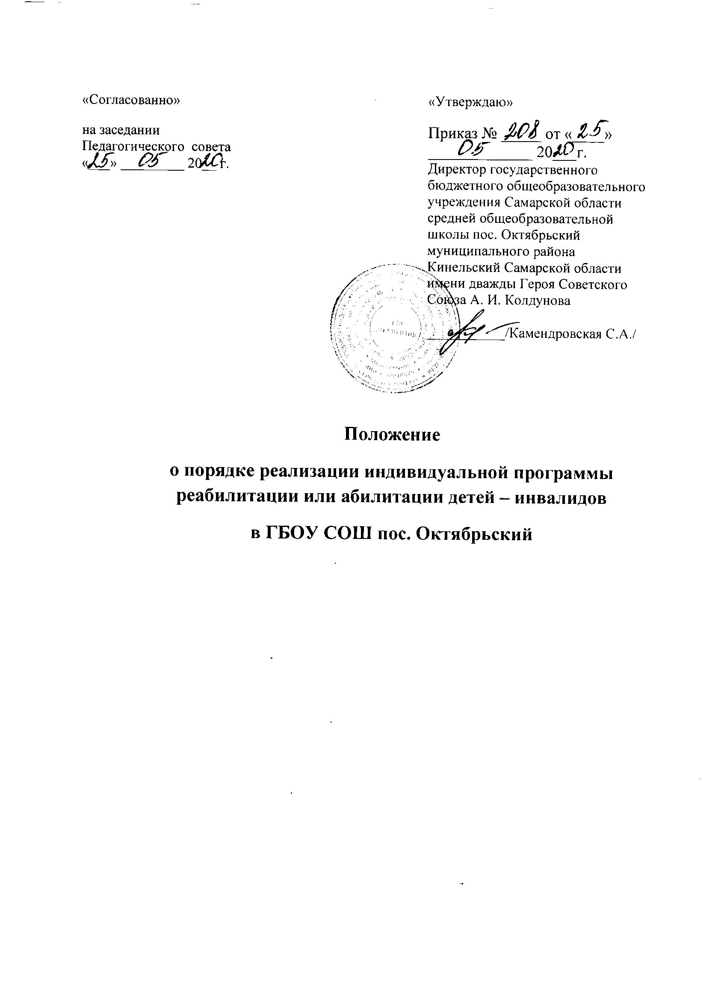 «Согласованно»
на заседании
Педагогического совета
«25» 05 2020г.
«Утверждаю»
Приказ № 208 от «25»
05 2020г.
Директор государственного
бюджетного общеобразовательного
учреждения Самарской области
средней общеобразовательной
школы пос. Октябрьский
муниципального района
Кинельский Самарской области
имени дважды Героя Советского
Союза А. И. Колдунова
/Камендровская С.А./
Положение
о порядке реализации индивидуальной программы
реабилитации или абилитации детей – инвалидов
в ГБОУ СОШ пос. Октябрьский